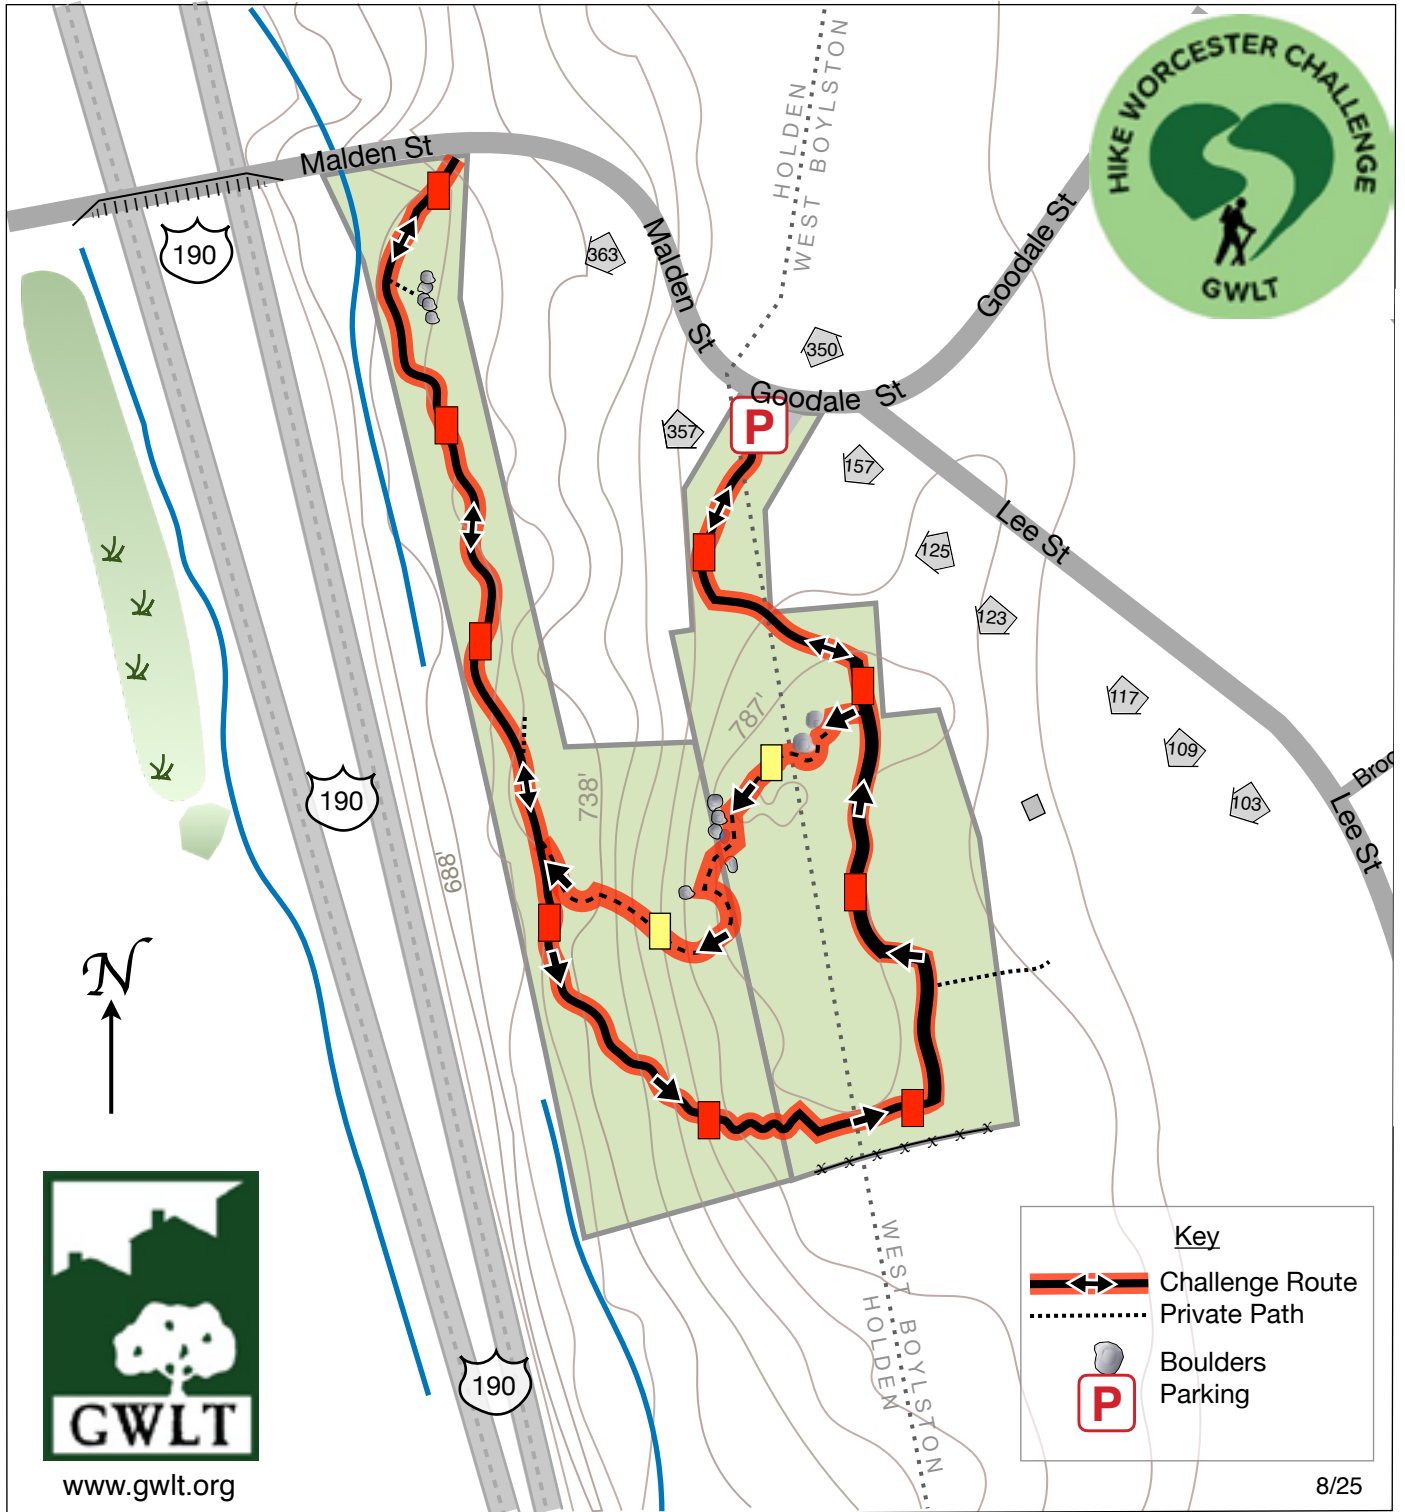 HIKE WORCESTER CHALLENGE
GWLT
HOLDEN
WEST BOYLSTON
Malden St
190
363
Malden St
Goodale St
350
Goodale St
357
P
157
Lee St
125
123
117
109
103
Broc
Lee St
787'
738'
688'
190
N
WEST BOYLSTON
HOLDEM
190
GWLT
www.gwlt.org
Key
Challenge Route
Private Path
Boulders
P Parking
8/25